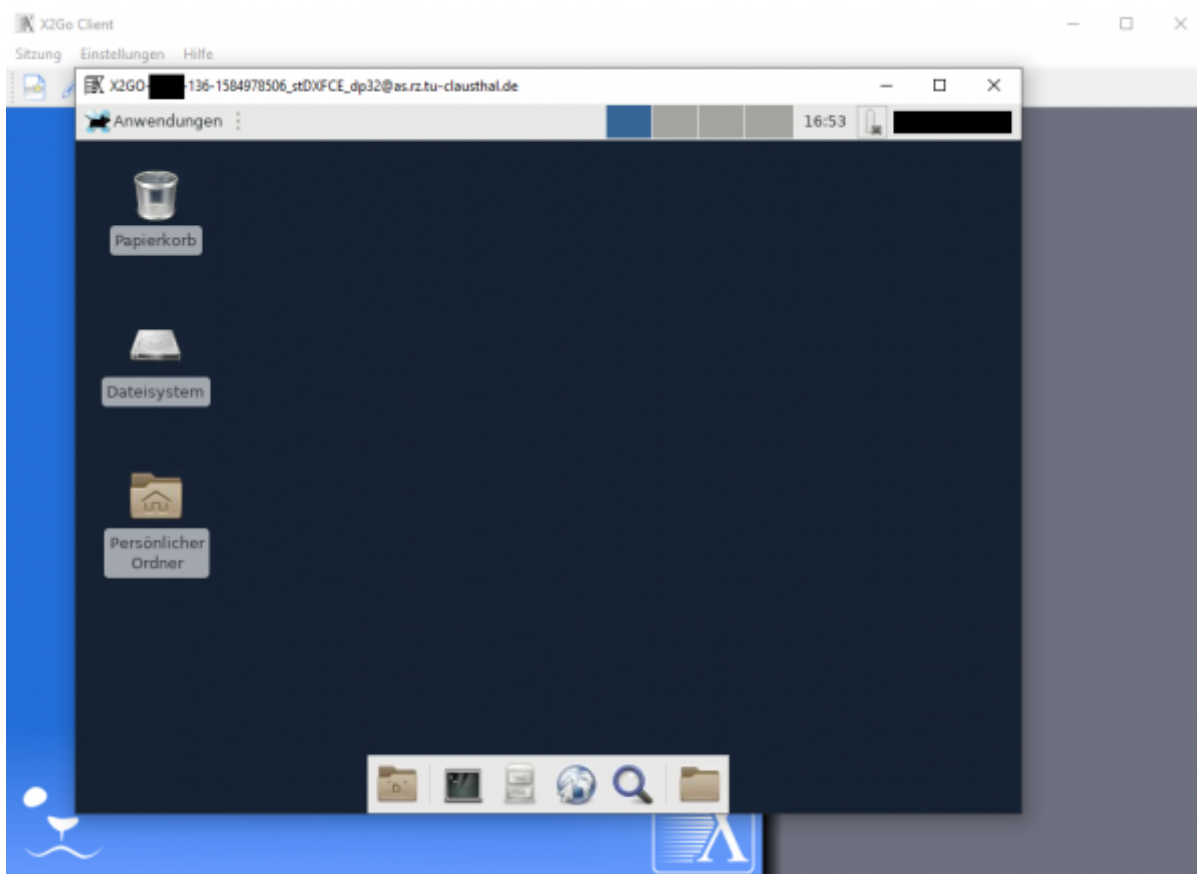 X2Go Client
Sitzung Einstellungen Hilfe
X2GO--136-1584978506_stDXFCE_dp32@as.rz.tu-clausthal.de
Anwendungen 16:53
Papierkorb
Dateisystem
Persönlicher
Ordner